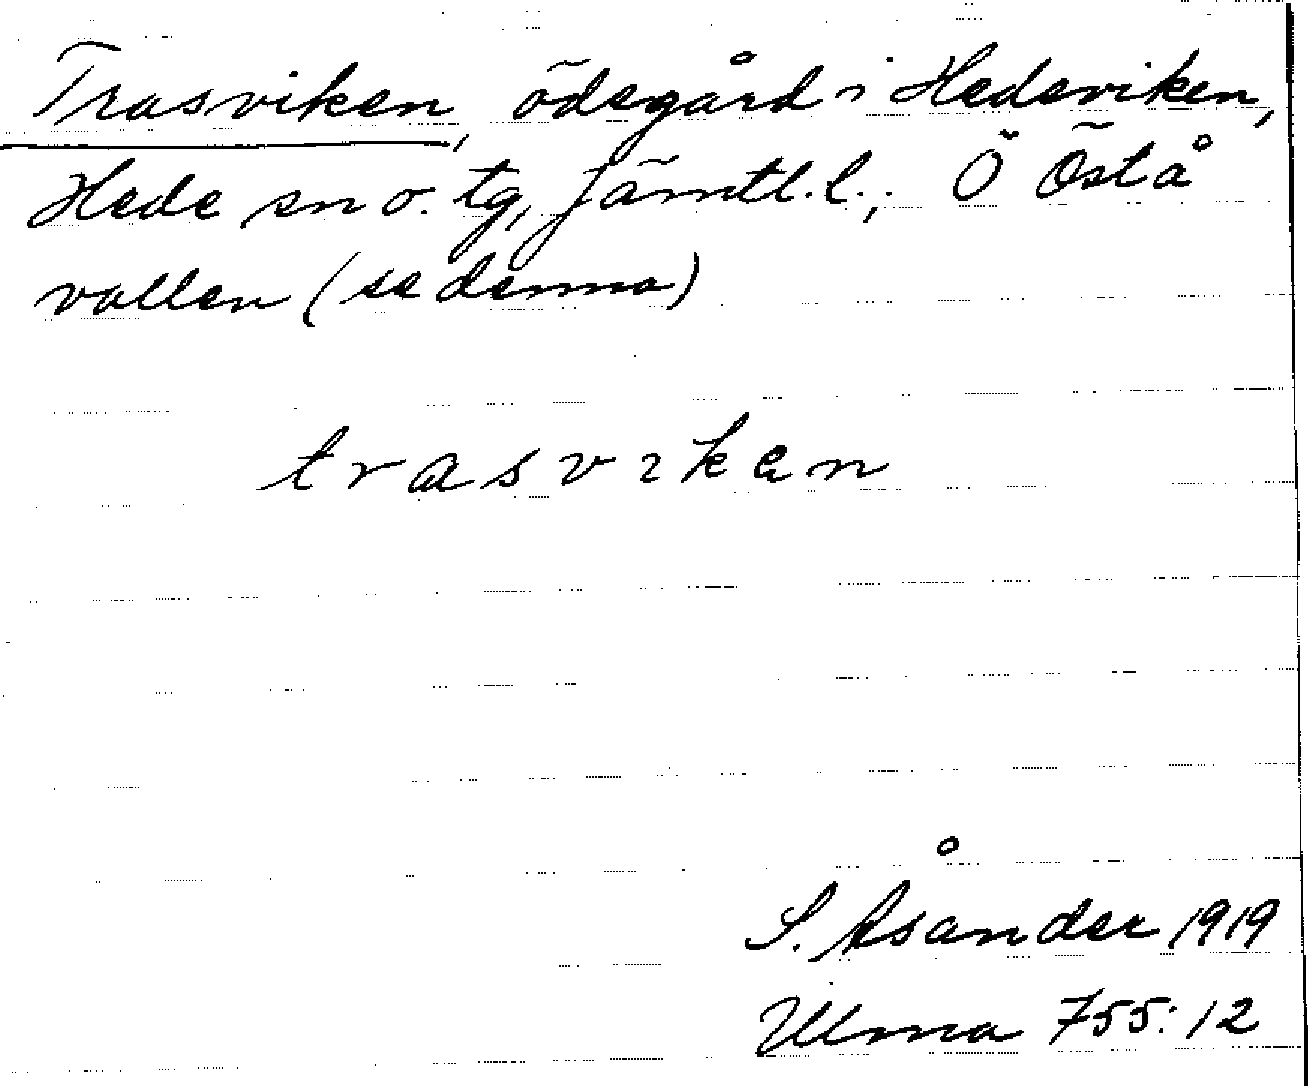 Trasviken, ödegård i Hedeviken,
Hede sn o. tg, Jämtl. l.; Ö Östå
vallen (se denna)
trasviken
S. Åsander 1919
Ulma 755:12